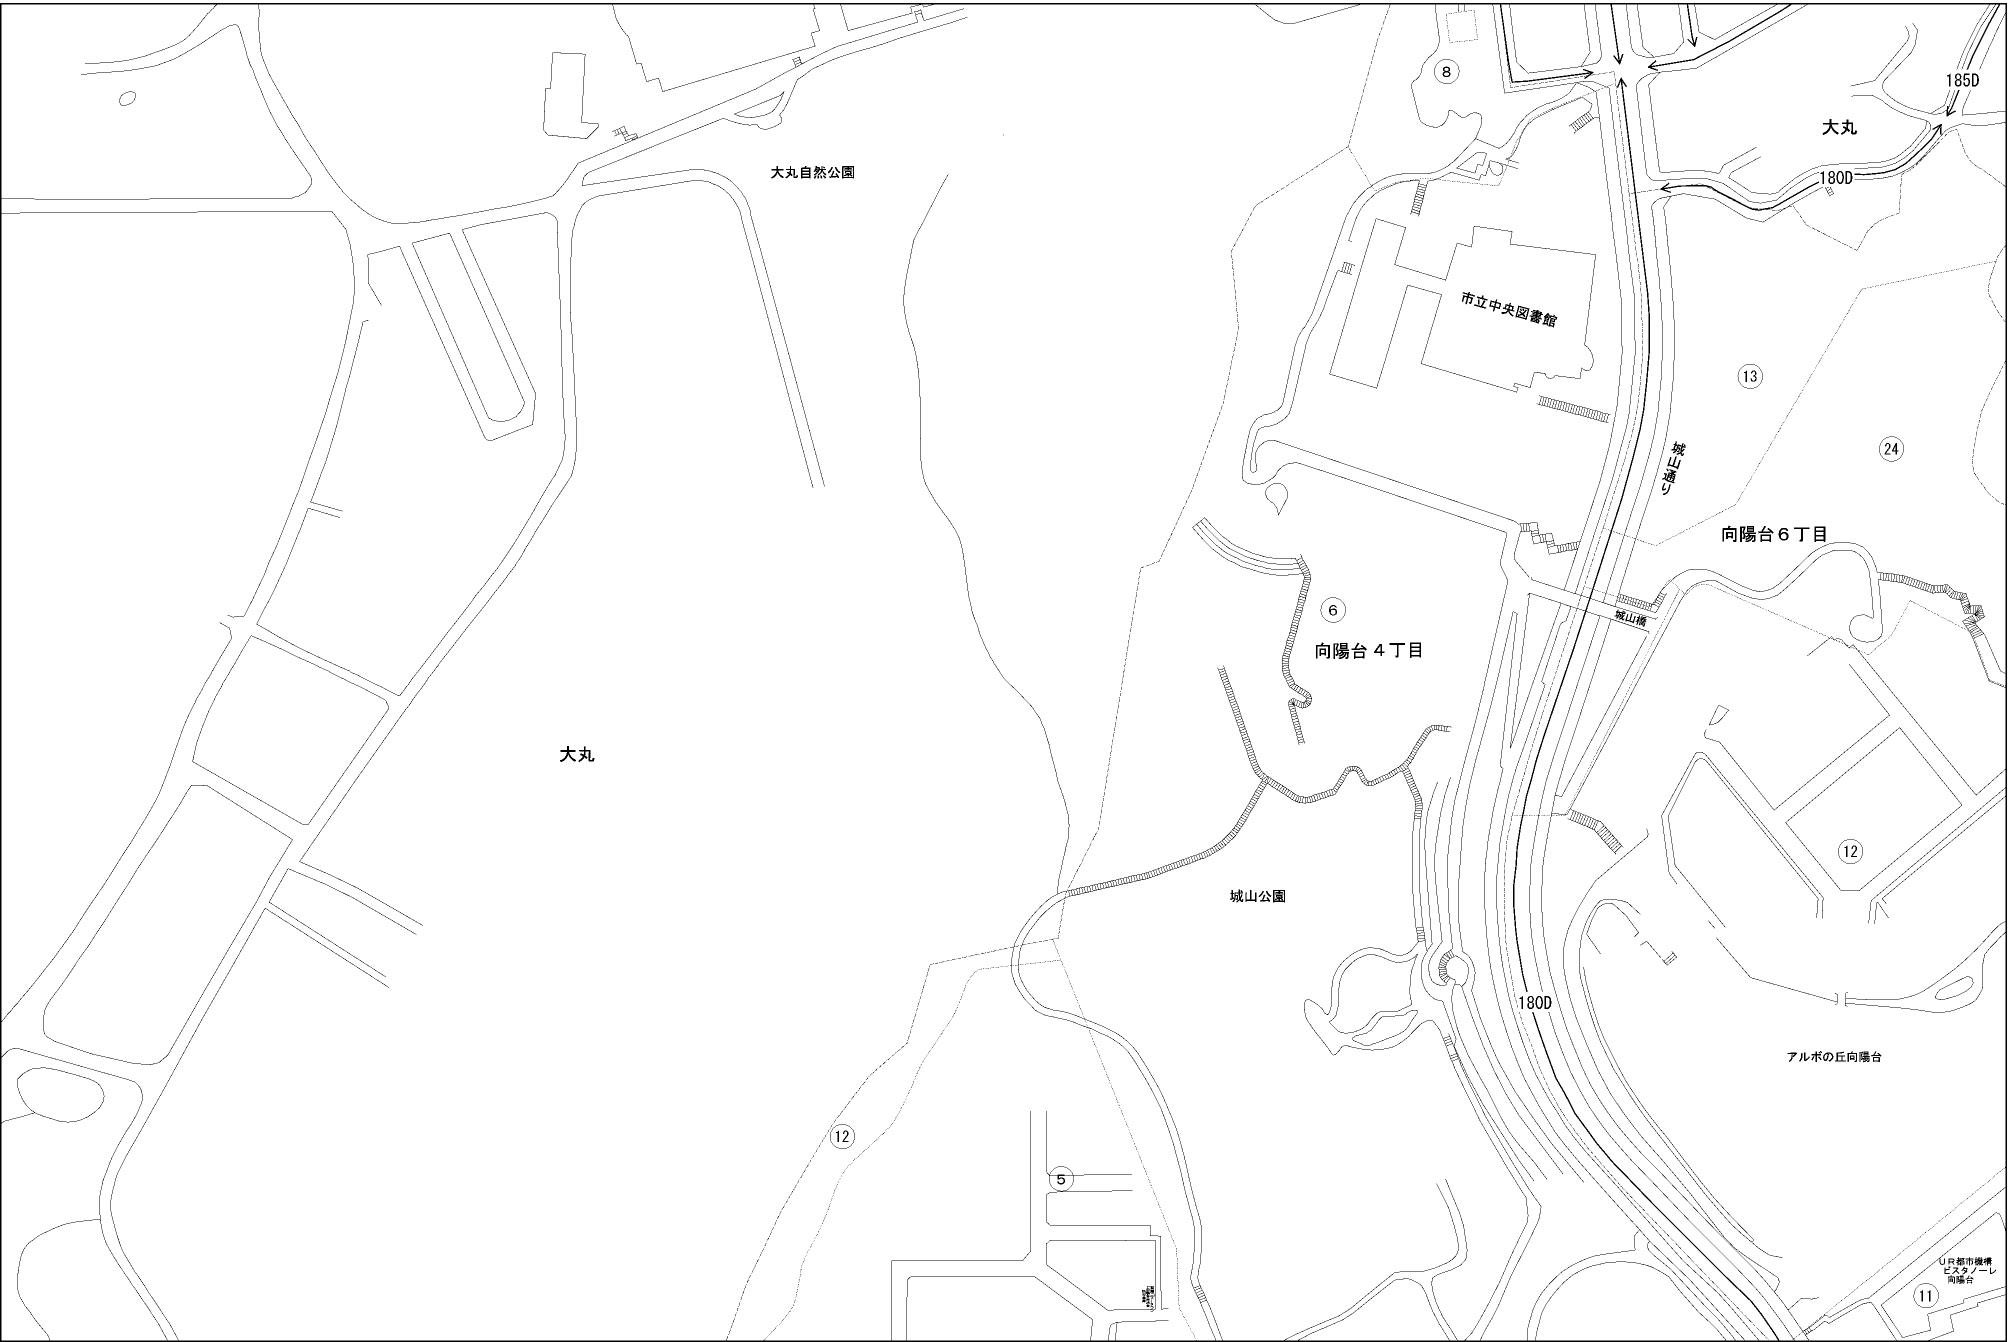 8
185D
大丸
大丸自然公園
180D
市立中央図書館
13
城山通り
24
向陽台６丁目
6
城山橋
向陽台４丁目
大丸
12
城山公園
180D
アルボの丘向陽台
12
5
ＵＲ都市機構
ビスタノーレ
向陽台
11